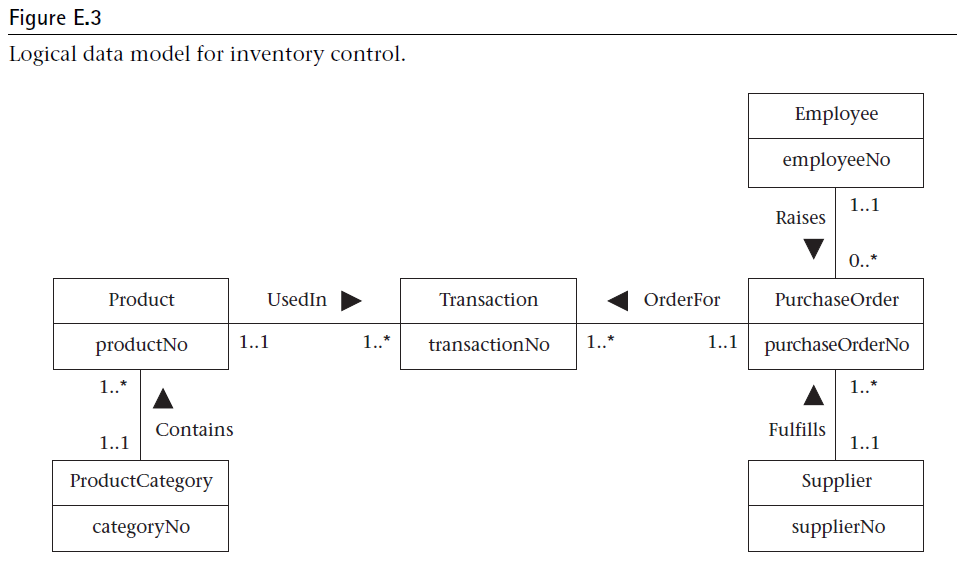 Figure E.3
Logical data model for inventory control.
Employee
employeeNo
1..1
Raises
0..*
Product
UsedIn
Transaction
OrderFor
PurchaseOrder
productNo
1..1
1..*
transactionNo
1..*
1..1
purchaseOrderNo
1..*
1..*
Contains
Fulfills
1..1
1..1
ProductCategory
Supplier
categoryNo
supplierNo